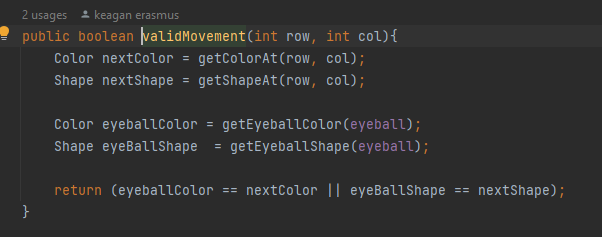 2 usages keagan erasmus
public boolean validMovement(int row, int col){
    Color nextColor = getColorAt(row, col);
    Shape nextShape = getShapeAt(row, col);

    Color eyeballColor = getEyeballColor(eyeball);
    Shape eyeBallShape  = getEyeballShape(eyeball);

    return (eyeballColor == nextColor || eyeBallShape == nextShape);
}